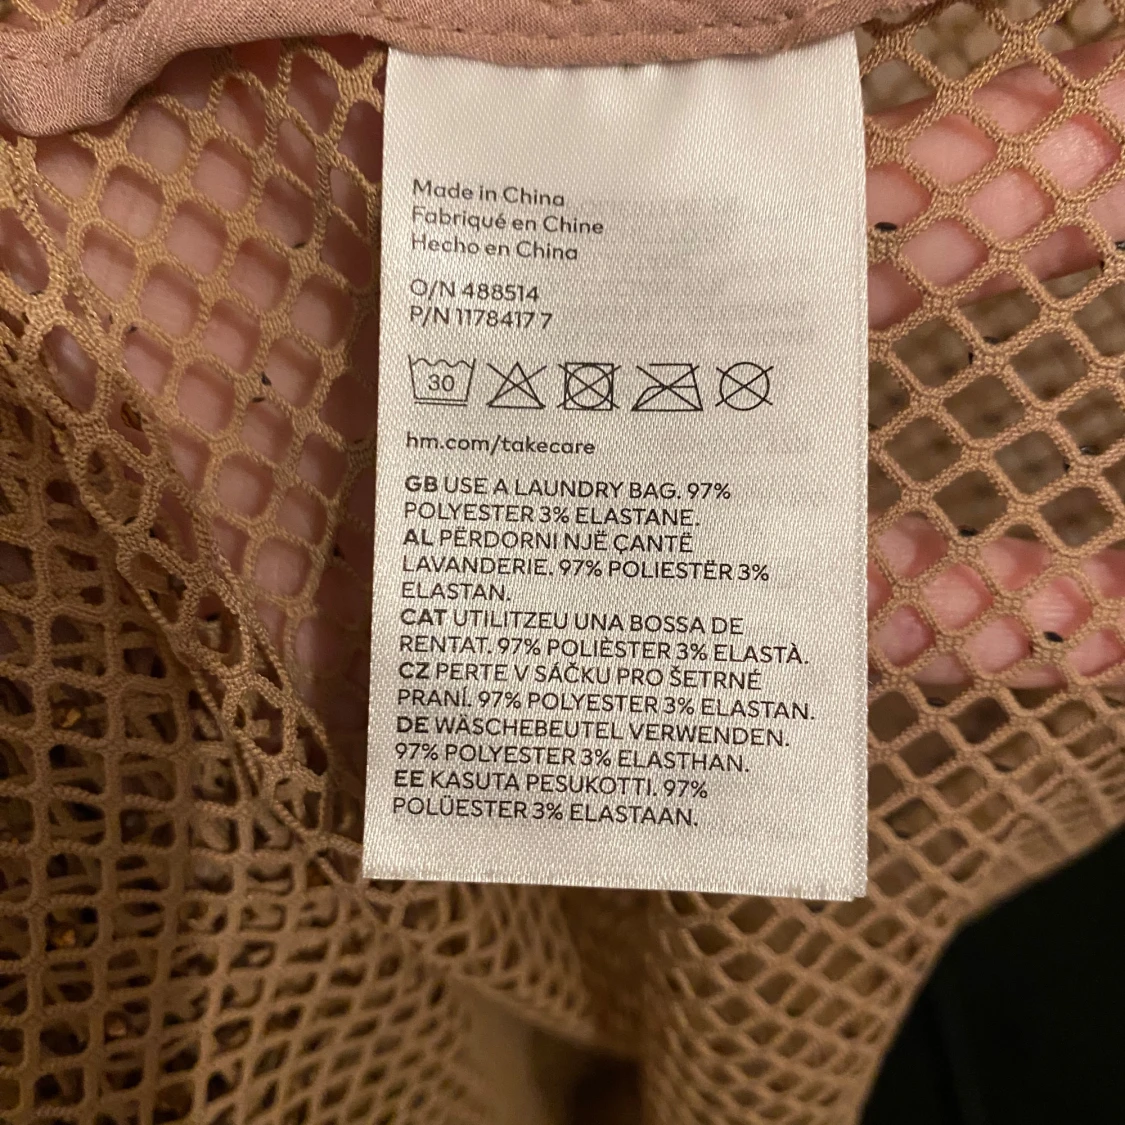 Made in China
Fabriqué en Chine
Hecho en China
O/N 488514
P/N 11784177
30
hm.com/takecare
GB USE A LAUNDRY BAG. 97%
POLYESTER 3% ELASTANE.
AL PËRDORNI NJË ÇANTË
LAVANDERIE. 97% POLIESTËR 3%
ELASTAN.
CAT UTILITZEU UNA BOSSA DE
RENTAT. 97% POLIÈSTER 3% ELASTÀ.
CZ PERTE V SÁČKU PRO ŠETRNÉ
PRANÍ. 97% POLYESTER 3% ELASTAN.
DE WÄSCHEBEUTEL VERWENDEN.
97% POLYESTER 3% ELASTHAN.
EE KASUTA PESUKOTTI. 97%
POLÜESTER 3% ELASTAAN.